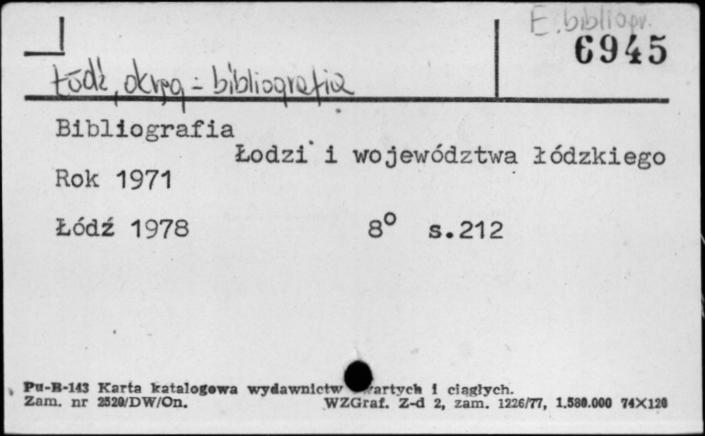 E.bibliogr.
6945
Łódź, okręg = bibliografia
Bibliografia
Łodzi i województwa łódzkiego
Rok 1971
Łódź 1978 8° s.212
Pu-B-143 Karta katalogowa wydawnictw wartych i ciągłych.
Zam. nr 2520/DW/On. WZGraf. Z-d 2, zam. 1226/77, 1.580.000 74X120